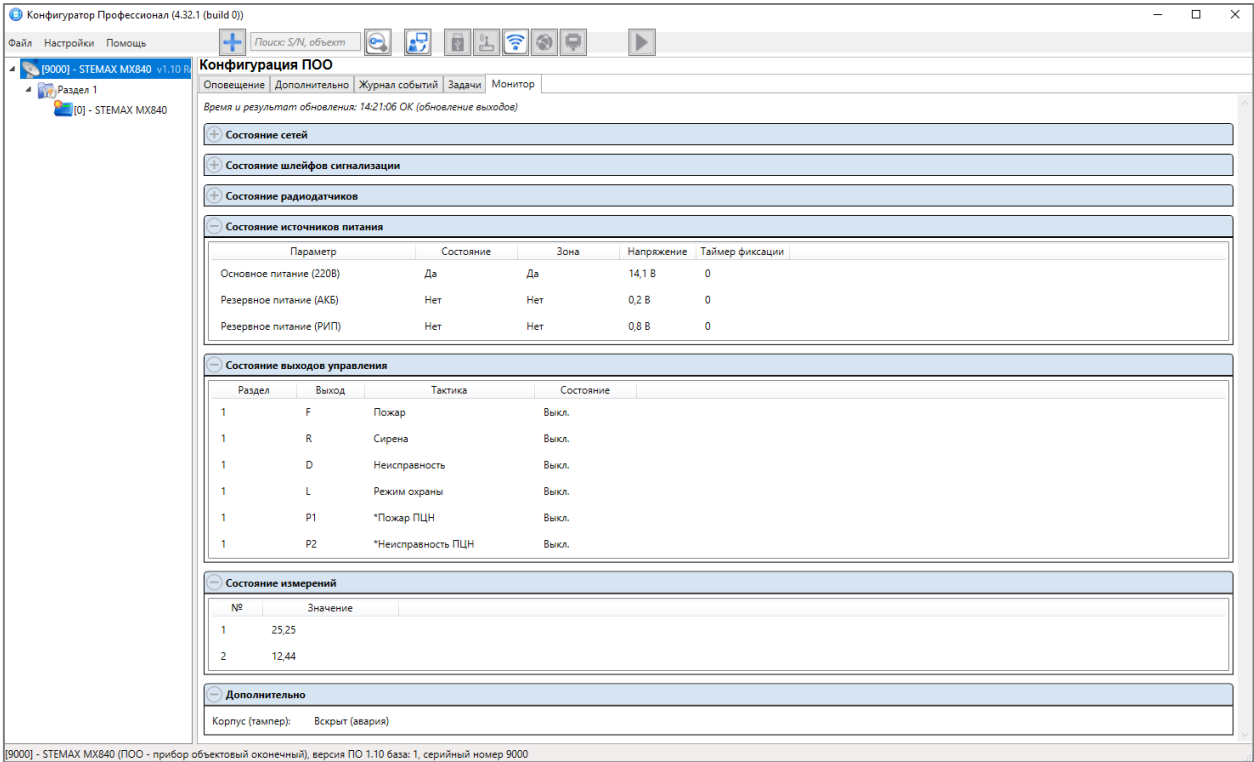 Конфигуратор Профессионал (4.32.1 (build 0))
Файл Настройки Помощь Поиск: S/N, объект
[9000] - STEMAX MX840 v1.10 Re
Раздел 1
[0] - STEMAX MX840
Конфигурация ПОО
Оповещение Дополнительно Журнал событий Задачи Монитор
Время и результат обновления: 14:21:06 OK (обновление выходов)
Состояние сетей
Состояние шлейфов сигнализации
Состояние радиодатчиков
Состояние источников питания
Параметр Состояние Зона Напряжение Таймер фиксации
Основное питание (220В) Да Да 14,1 В 0
Резервное питание (АКБ) Нет Нет 0,2 В 0
Резервное питание (РИП) Нет Нет 0,8 В 0
Состояние выходов управления
Раздел Выход Тактика Состояние
1 F Пожар Выкл.
1 R Сирена Выкл.
1 D Неисправность Выкл.
1 L Режим охраны Выкл.
1 P1 *Пожар ПЦН Выкл.
1 P2 *Неисправность ПЦН Выкл.
Состояние измерений
№ Значение
1 25,25
2 12,44
Дополнительно
Корпус (тампер): Вскрыт (авария)
[9000] - STEMAX MX840 (ПОО - прибор объектовый оконечный), версия ПО 1.10 база: 1, серийный номер 9000